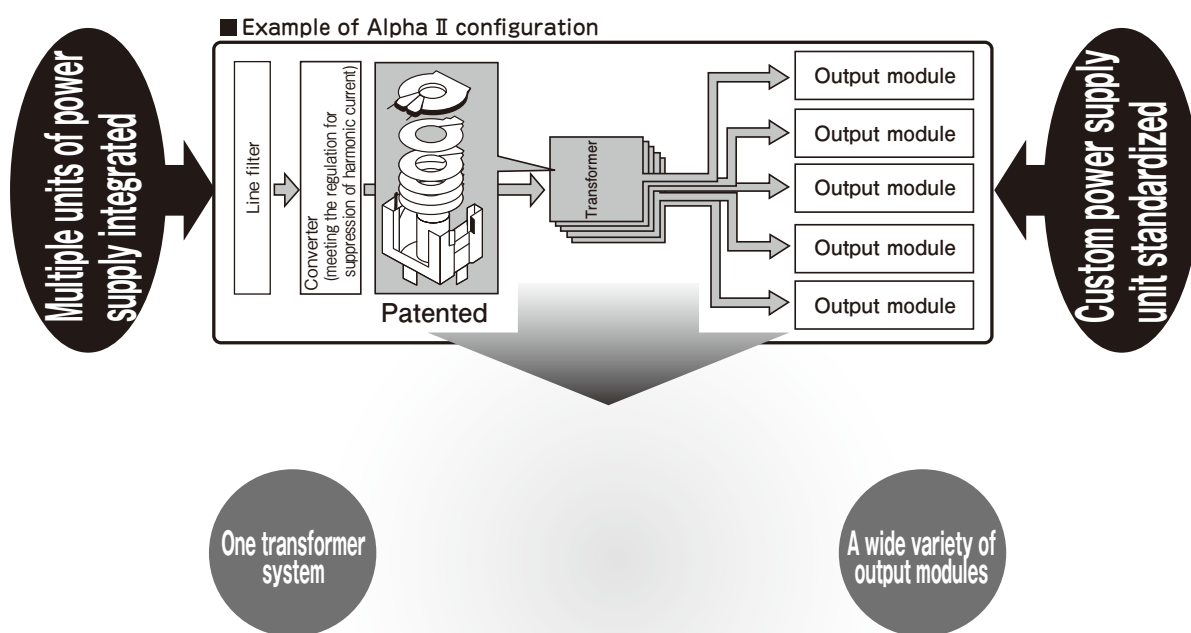 ■ Example of Alpha Ⅱ configuration
Multiple units of power
supply integrated
Line filter
Converter
(meeting the regulation for
suppression of harmonic current)
Patented
Transformer
Output module
Output module
Output module
Output module
Output module
Custom power supply
unit standardized
One transformer
system
A wide variety of
output modules